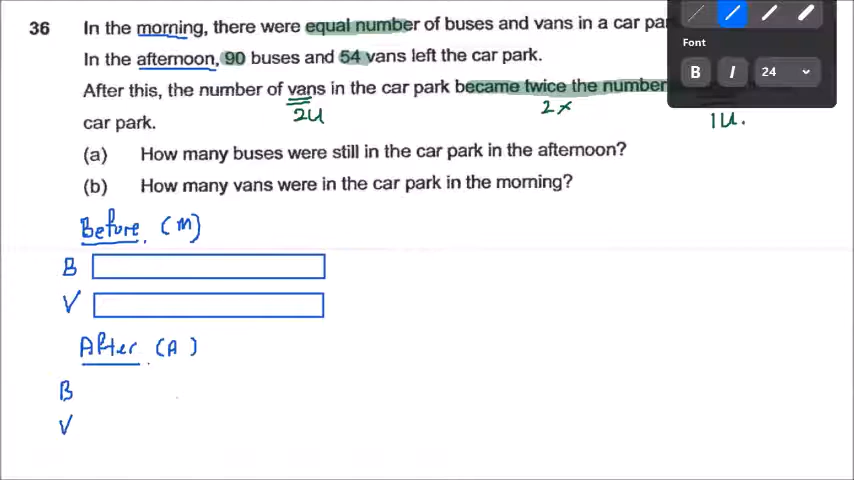 36 In the morning, there were equal number of buses and vans in a car
In the afternoon, 90 buses and 54 vans left the car park.
After this, the number of vans in the car park became twice the number
2U 2x 1U.
car park.
(a) How many buses were still in the car park in the afternoon?
(b) How many vans were in the car park in the morning?
Before (M)
B
V
After (A)
B
V
Font
B I 24